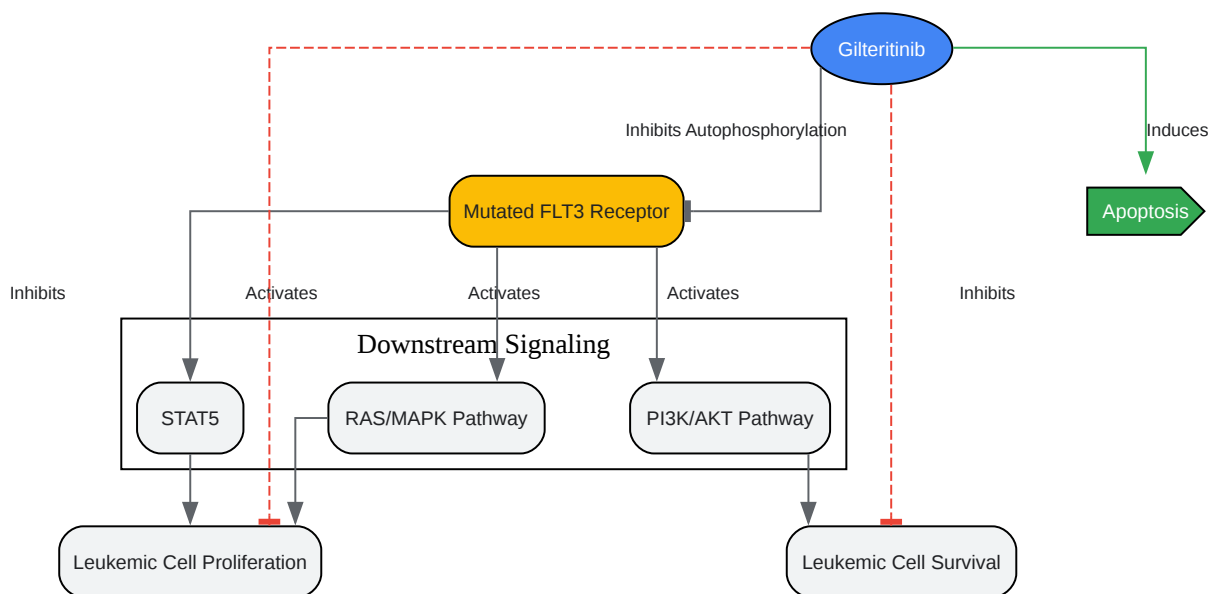 Gilteritinib
Inhibits Autophosphorylation
Induces
Mutated FLT3 Receptor
Apoptosis
Inhibits
Activates
Activates
Activates
Inhibits
Downstream Signaling
STAT5
RAS/MAPK Pathway
PI3K/AKT Pathway
Leukemic Cell Proliferation
Leukemic Cell Survival